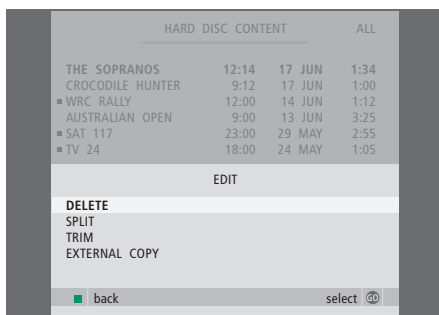 HARD DISC CONTENT ALL
THE SOPRANOS 12:14 17 JUN 1:34
CROCODILE HUNTER 9:12 17 JUN 1:00
WRC RALLY 12:00 14 JUN 1:12
AUSTRALIAN OPEN 9:00 13 JUN 3:25
SAT 117 23:00 29 MAY 2:55
TV 24 18:00 24 MAY 1:05
EDIT
DELETE
SPLIT
TRIM
EXTERNAL COPY
back select GO